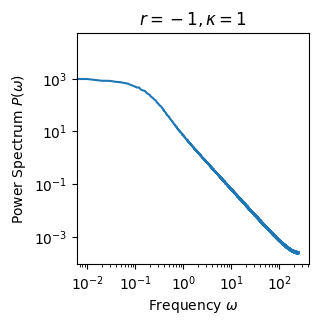 r = −1, κ = 1
Power Spectrum P(ω)
10³
10¹
10⁻¹
10⁻³
10⁻² 10⁻¹ 10⁰ 10¹ 10²
Frequency ω